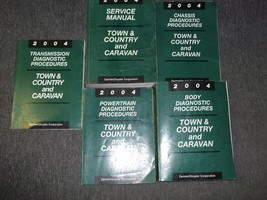 2004
SERVICE
MANUAL
TOWN &
COUNTRY
and
CARAVAN
2004
CHASSIS
DIAGNOSTIC
PROCEDURES
TOWN &
COUNTRY
and
CARAVAN
2004
TRANSMISSION
DIAGNOSTIC
PROCEDURES
TOWN &
COUNTRY
and
CARAVAN
DaimlerChrysler Corporation
2004
POWERTRAIN
DIAGNOSTIC
PROCEDURES
TOWN &
COUNTRY
and
CARAVAN
DaimlerChrysler Corporation
2004
BODY
DIAGNOSTIC
PROCEDURES
TOWN &
COUNTRY
and
CARAVAN
DaimlerChrysler Corporation